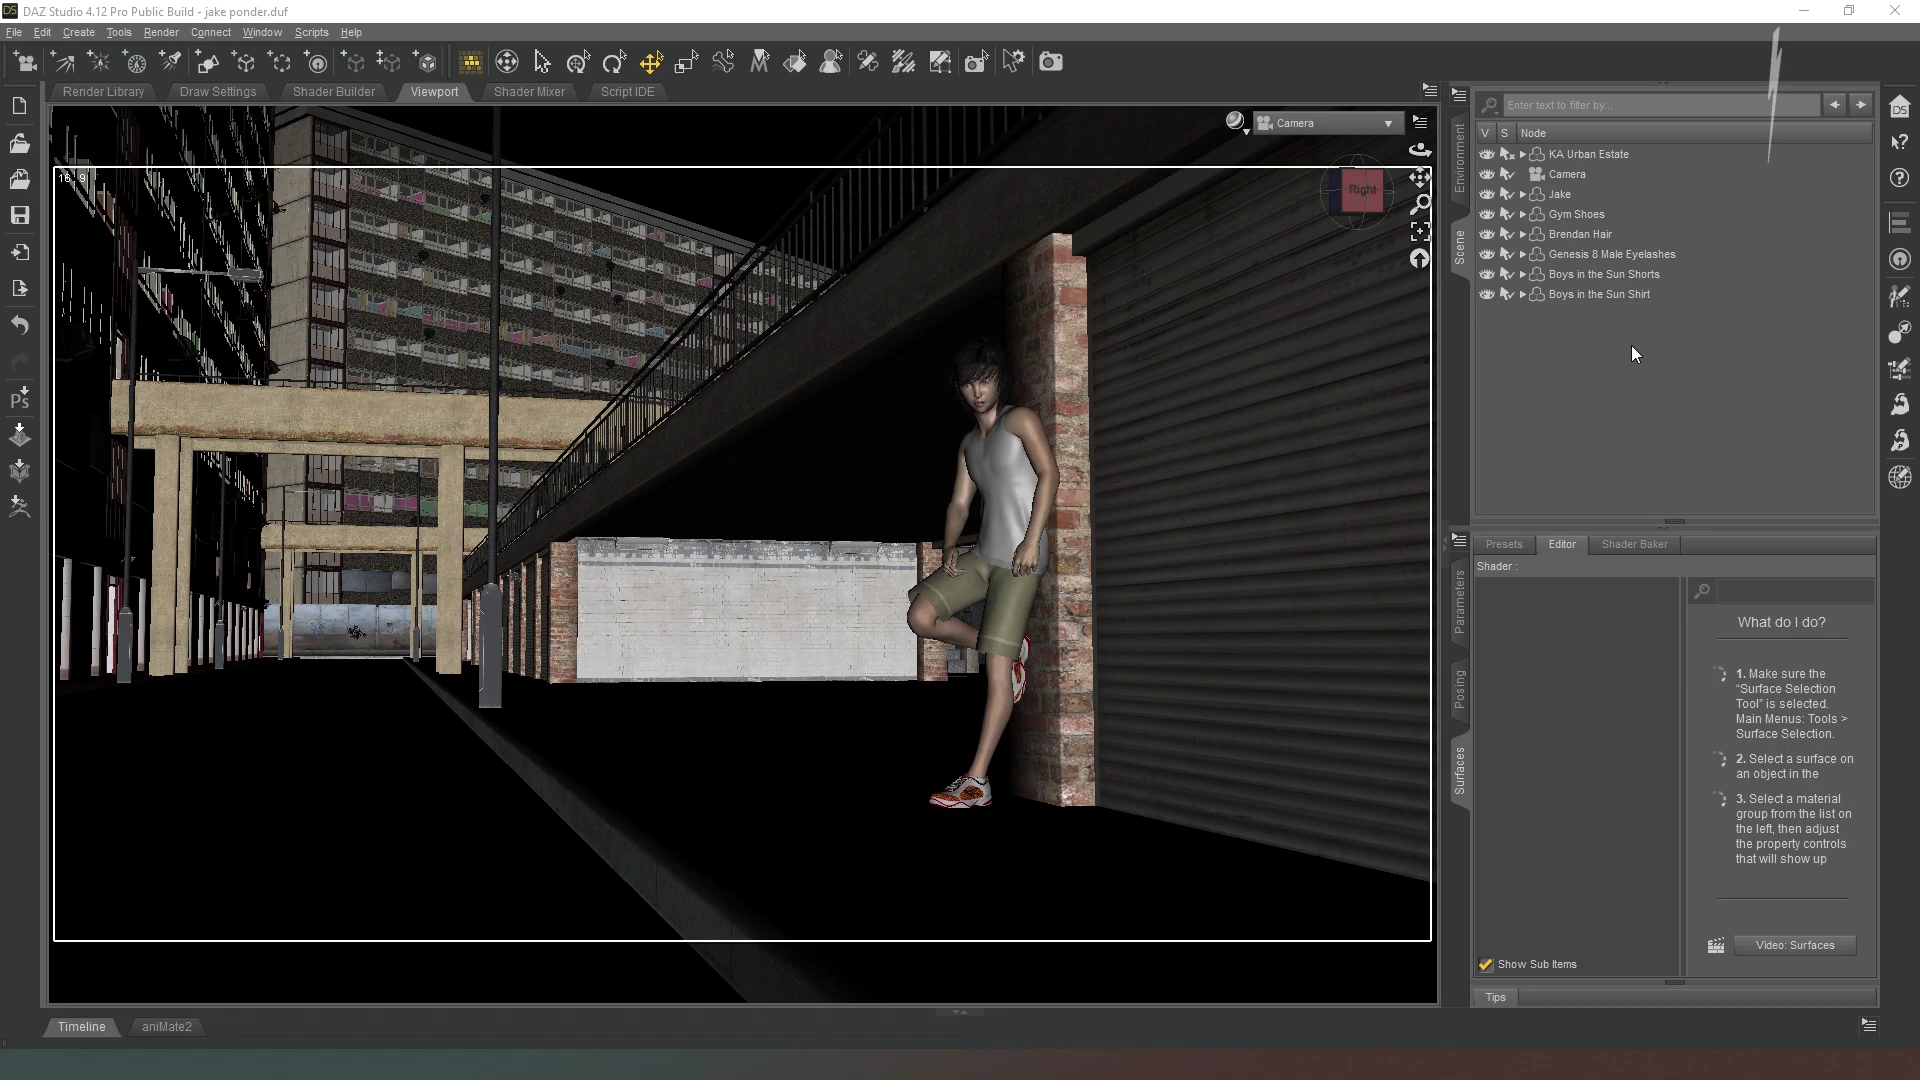 DS DAZ Studio 4.12 Pro Public Build - jake ponder.duf
File Edit Create Tools Render Connect Window Scripts Help
Render Library Draw Settings Shader Builder Viewport Shader Mixer Script IDE
Camera
16 : 9
Right
Enter text to filter by...
V S Node
KA Urban Estate
Camera
Jake
Gym Shoes
Brendan Hair
Genesis 8 Male Eyelashes
Boys in the Sun Shorts
Boys in the Sun Shirt
Environment
Scene
Presets Editor Shader Baker
Shader :
Parameters
Posing
Surfaces
What do I do?
1. Make sure the
"Surface Selection
Tool" is selected.
Main Menus: Tools >
Surface Selection.
2. Select a surface on
an object in the
3. Select a material
group from the list on
the left, then adjust
the property controls
that will show up
Video: Surfaces
Show Sub Items
Tips
Timeline aniMate2
Ps
DS